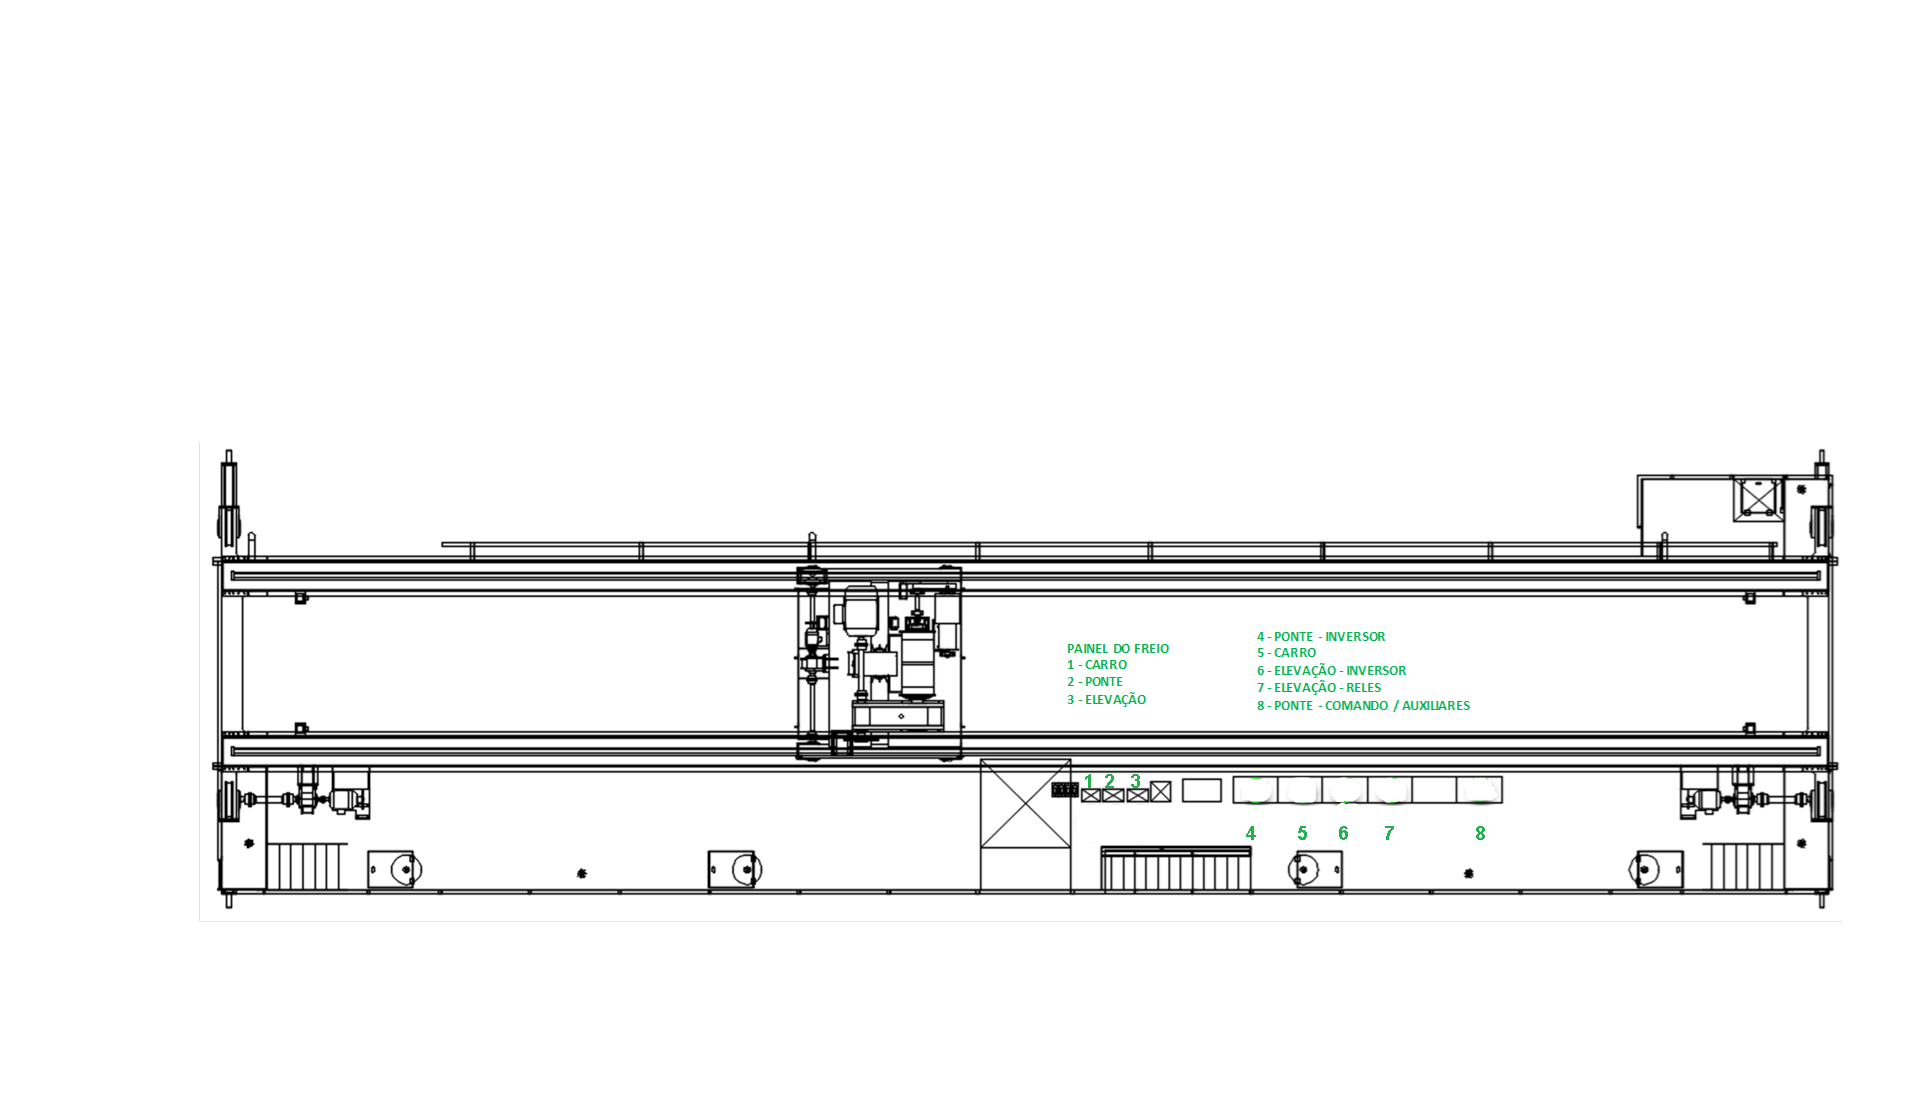 PAINEL DO FREIO
1 - CARRO
2 - PONTE
3 - ELEVAÇÃO
4 - PONTE - INVERSOR
5 - CARRO
6 - ELEVAÇÃO - INVERSOR
7 - ELEVAÇÃO - RELES
8 - PONTE - COMANDO / AUXILIARES
1 2 3
4 5 6 7 8